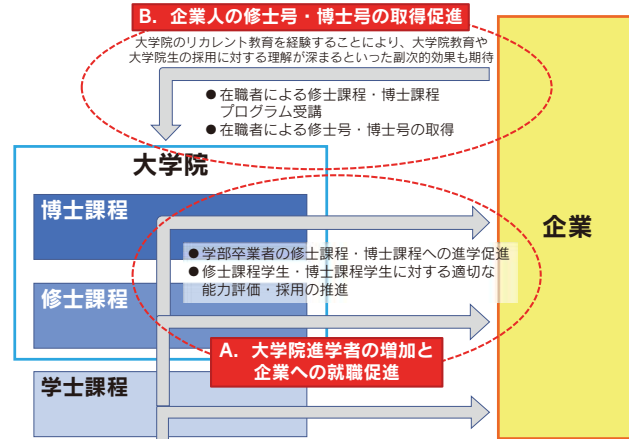 B. 企業人の修士号・博士号の取得促進
大学院のリカレント教育を経験することにより、大学院教育や
大学院生の採用に対する理解が深まるといった副次的効果も期待
●在職者による修士課程・博士課程
プログラム受講
●在職者による修士号・博士号の取得
大学院
博士課程
企業
●学部卒業者の修士課程・博士課程への進学促進
●修士課程学生・博士課程学生に対する適切な
能力評価・採用の推進
修士課程
A. 大学院進学者の増加と
企業への就職促進
学士課程